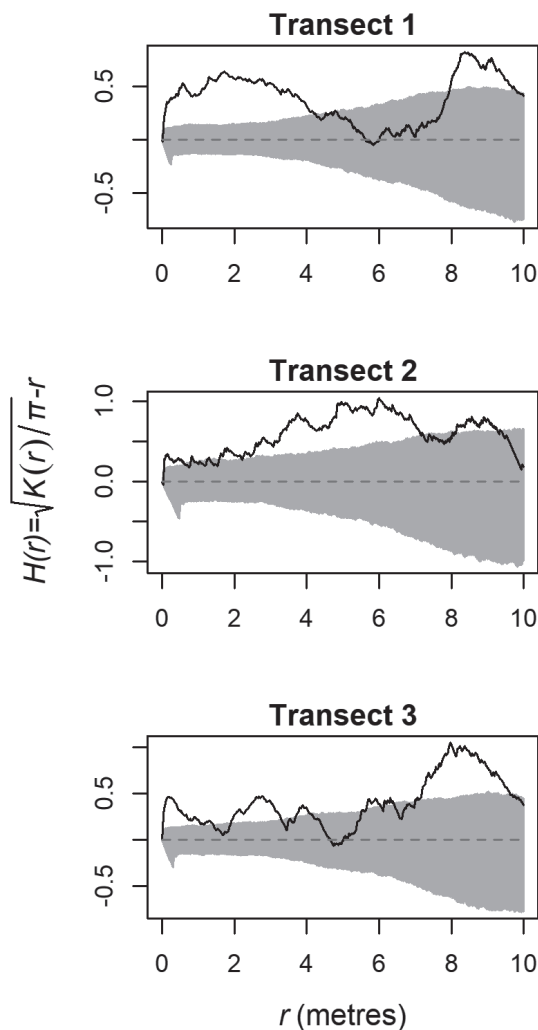 Transect 1
0.5
-0.5
0 2 4 6 8 10
Transect 2
1.0
0.0
-1.0
0 2 4 6 8 10
H(r)=√K(r)/π-r
Transect 3
0.5
-0.5
0 2 4 6 8 10
r (metres)